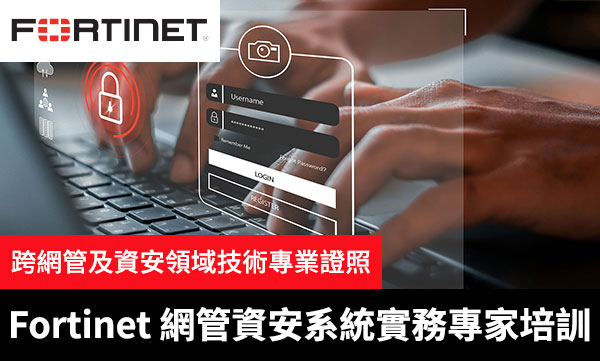 FORTINET®
Username
************
Remember Me
Forgot Password?
LOGIN
REGISTER
跨網管及資安領域技術專業證照
Fortinet 網管資安系統實務專家培訓